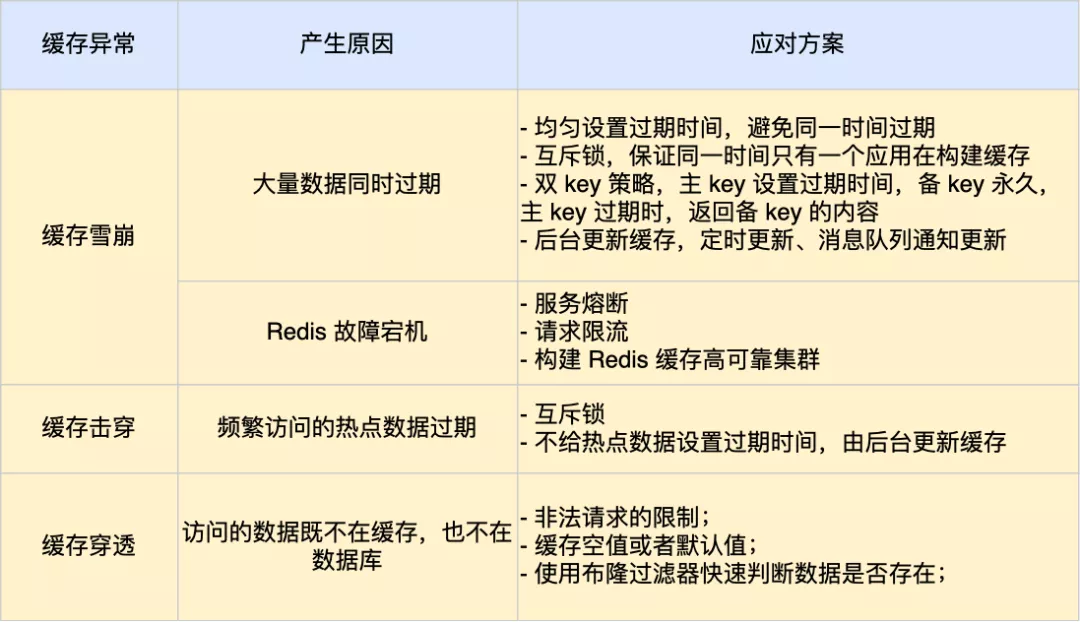 缓存异常
产生原因
应对方案
缓存雪崩
大量数据同时过期
- 均匀设置过期时间，避免同一时间过期
- 互斥锁，保证同一时间只有一个应用在构建缓存
- 双 key 策略，主 key 设置过期时间，备 key 永久，
主 key 过期时，返回备 key 的内容
- 后台更新缓存，定时更新、消息队列通知更新
Redis 故障宕机
- 服务熔断
- 请求限流
- 构建 Redis 缓存高可靠集群
缓存击穿
频繁访问的热点数据过期
- 互斥锁
- 不给热点数据设置过期时间，由后台更新缓存
缓存穿透
访问的数据既不在缓存，也不在
数据库
- 非法请求的限制；
- 缓存空值或者默认值；
- 使用布隆过滤器快速判断数据是否存在；